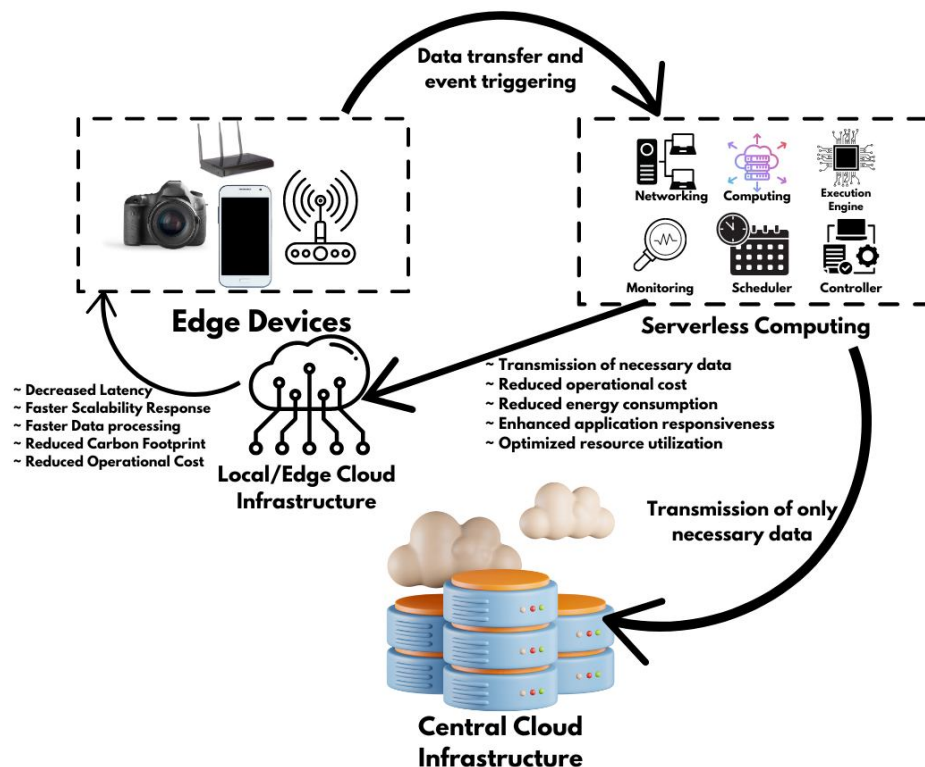 Data transfer and
event triggering
Networking
Computing
Execution
Engine
Monitoring
Scheduler
Controller
Edge Devices
Serverless Computing
~ Decreased Latency
~ Faster Scalability Response
~ Faster Data processing
~ Reduced Carbon Footprint
~ Reduced Operational Cost
Local/Edge Cloud
Infrastructure
~ Transmission of necessary data
~ Reduced operational cost
~ Reduced energy consumption
~ Enhanced application responsiveness
~ Optimized resource utilization
Transmission of only
necessary data
Central Cloud
Infrastructure